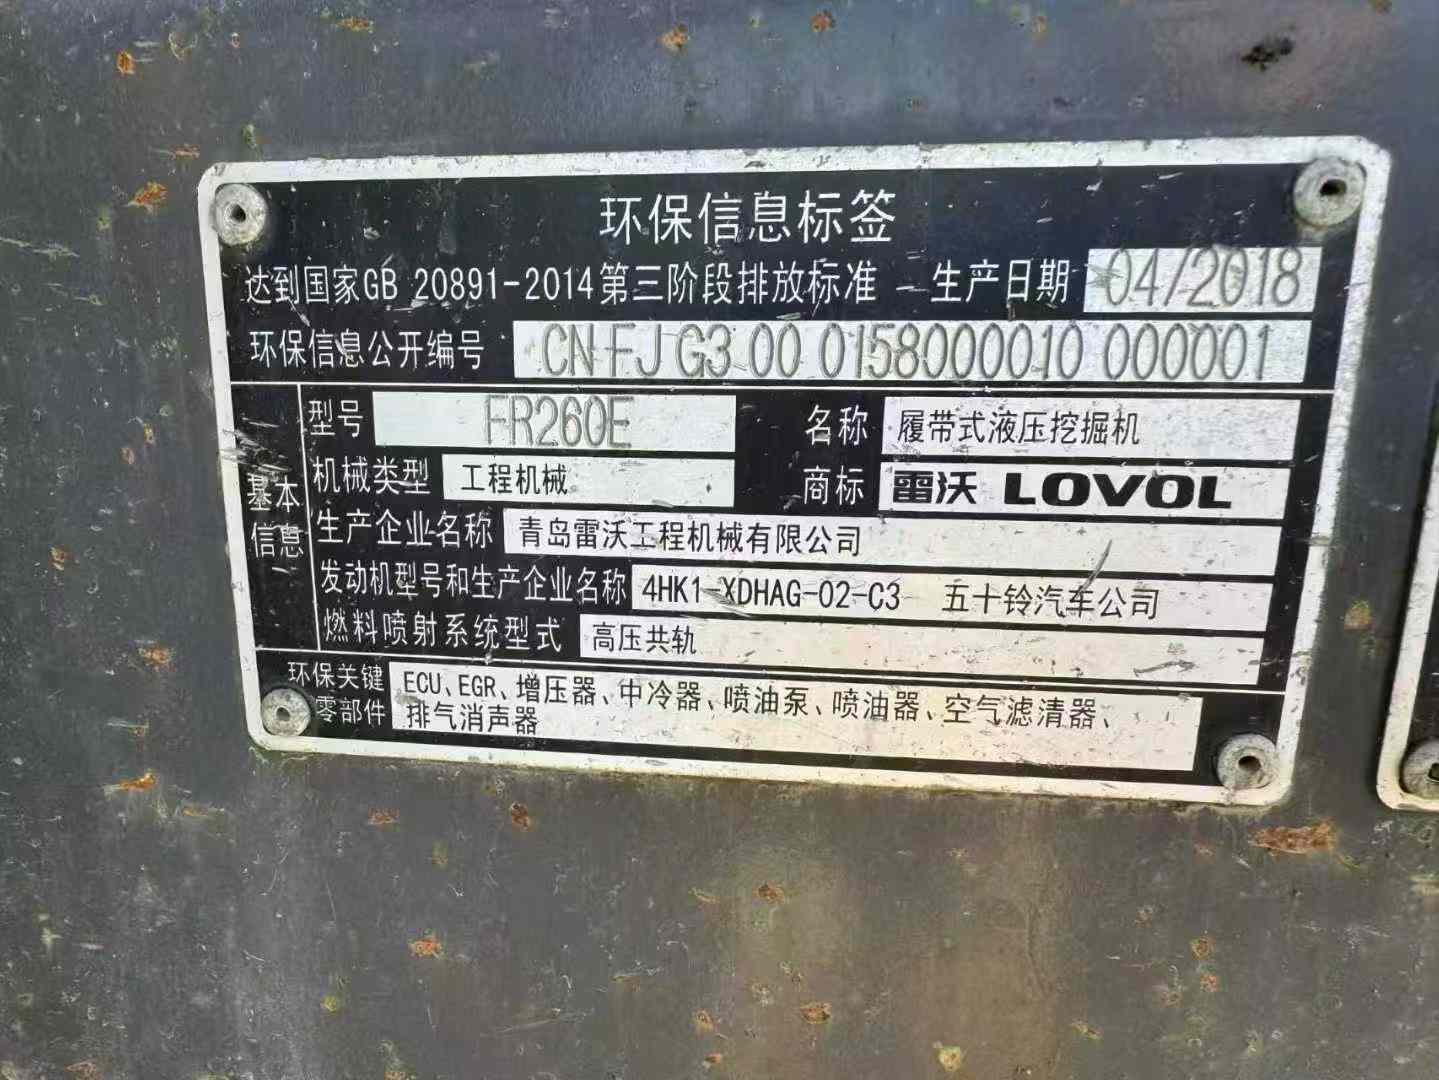 环保信息标签
达到国家GB 20891-2014第三阶段排放标准 生产日期 04/2018
环保信息公开编号 CN FJ G3 00 0158000010 000001
基本信息
型号 FR260E 名称 履带式液压挖掘机
机械类型 工程机械 商标 雷沃 LOVOL
生产企业名称 青岛雷沃工程机械有限公司
发动机型号和生产企业名称 4HK1-XDHAG-02-C3 五十铃汽车公司
燃料喷射系统型式 高压共轨
环保关键零部件 ECU、EGR、增压器、中冷器、喷油泵、喷油器、空气滤清器、
排气消声器